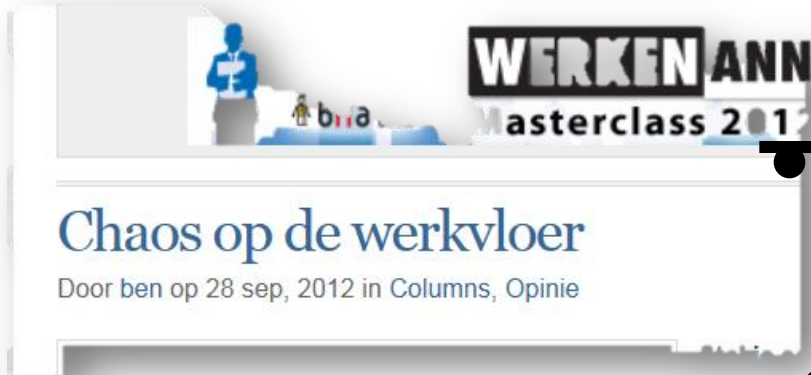 WERKEN ANN
Masterclass 2012
Chaos op de werkvloer
Door ben op 28 sep, 2012 in Columns, Opinie